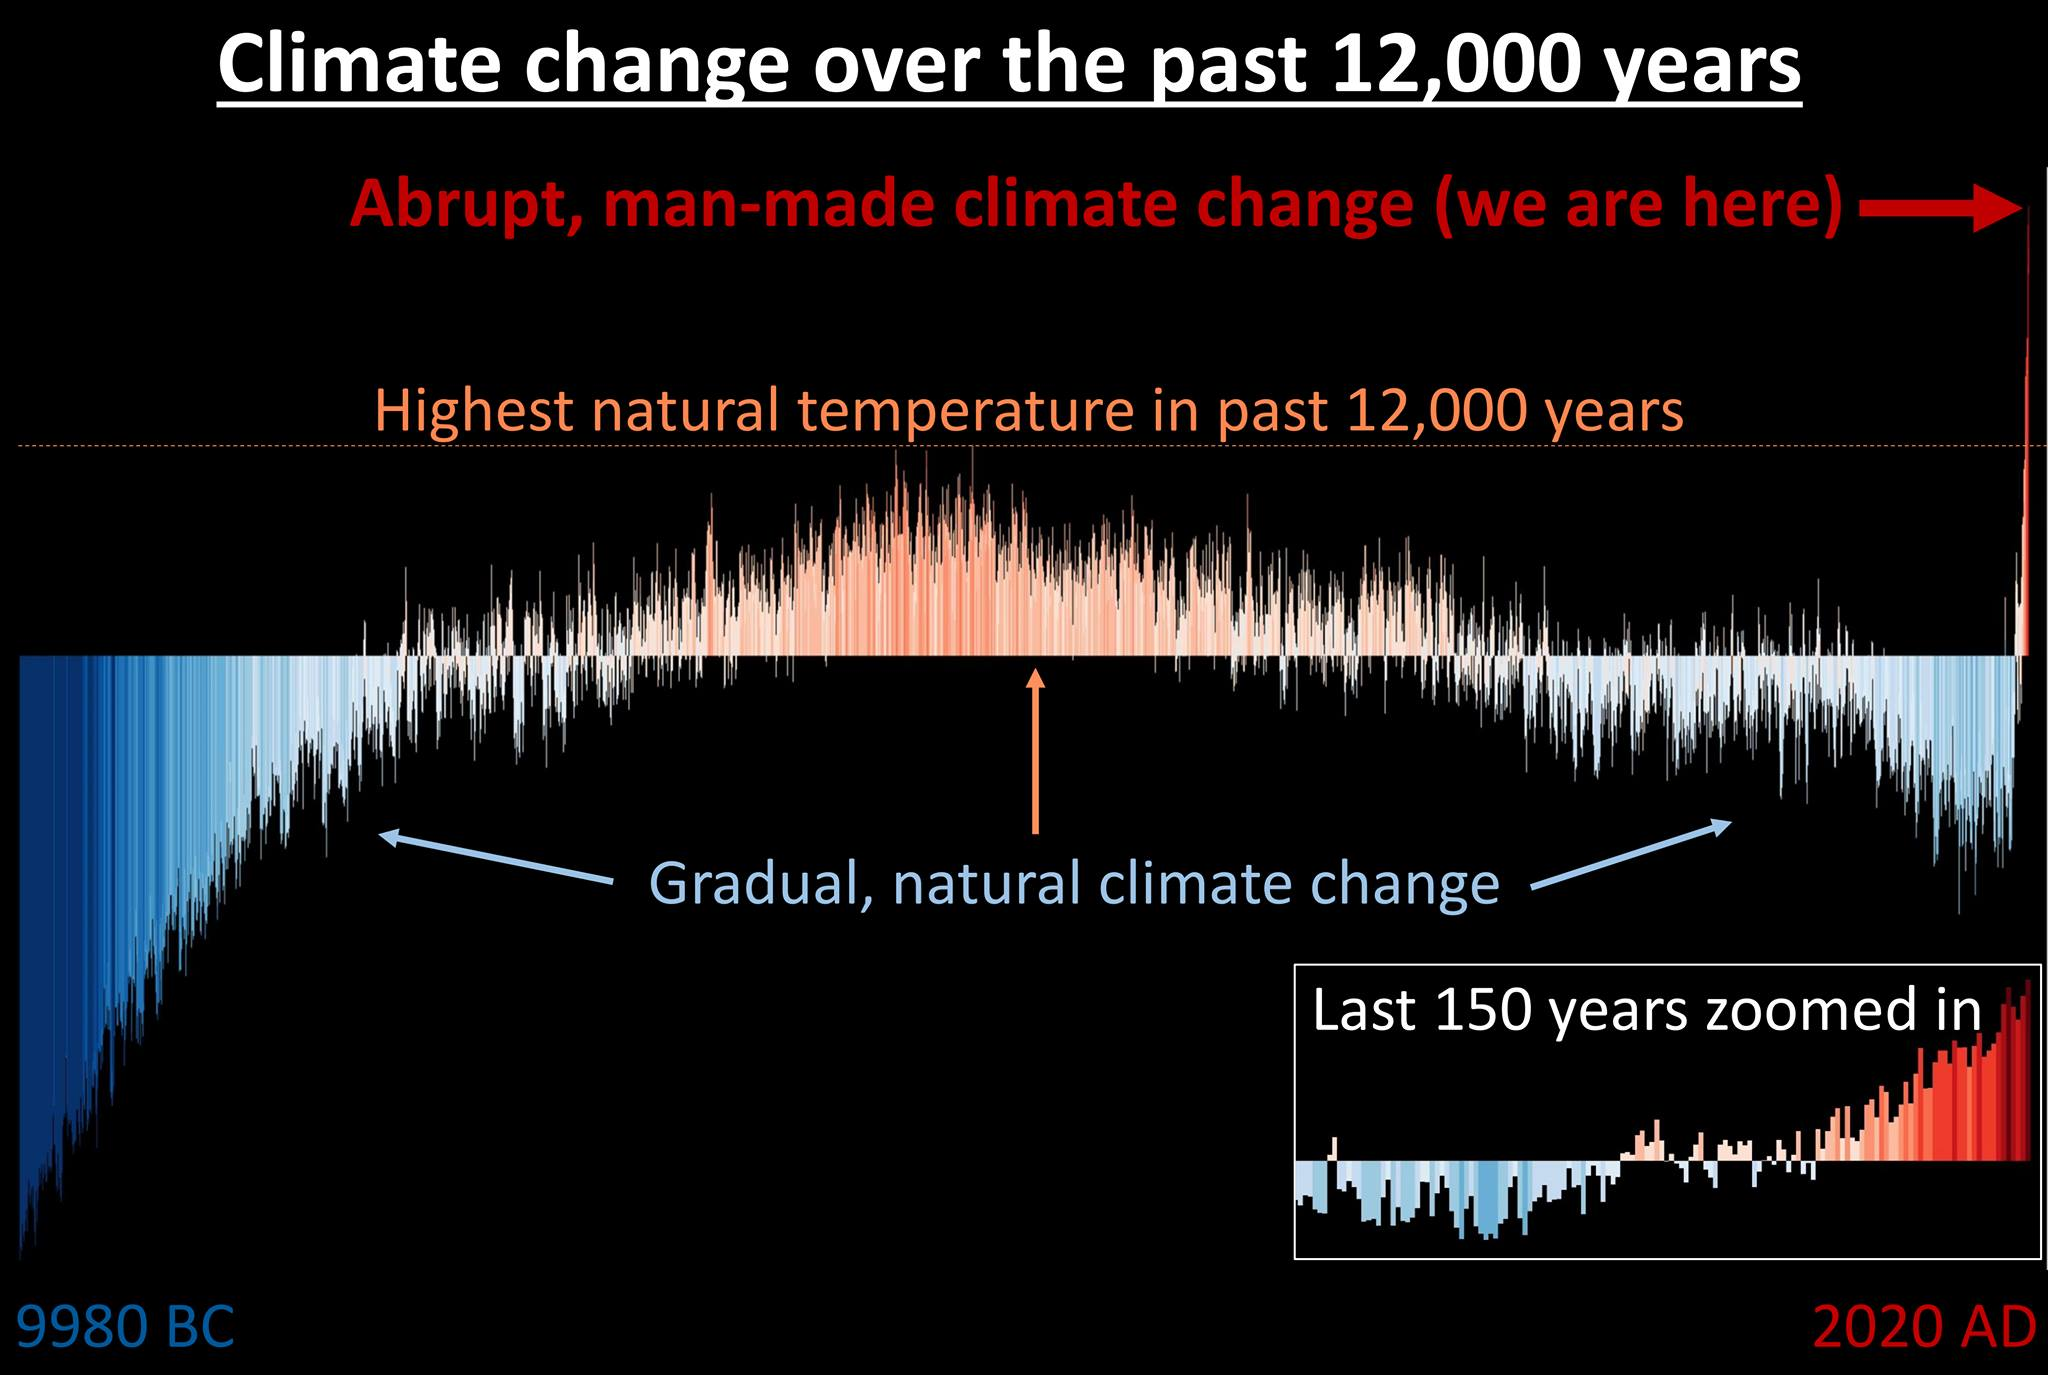 Climate change over the past 12,000 years
Abrupt, man-made climate change (we are here)
Highest natural temperature in past 12,000 years
Gradual, natural climate change
Last 150 years zoomed in
9980 BC
2020 AD